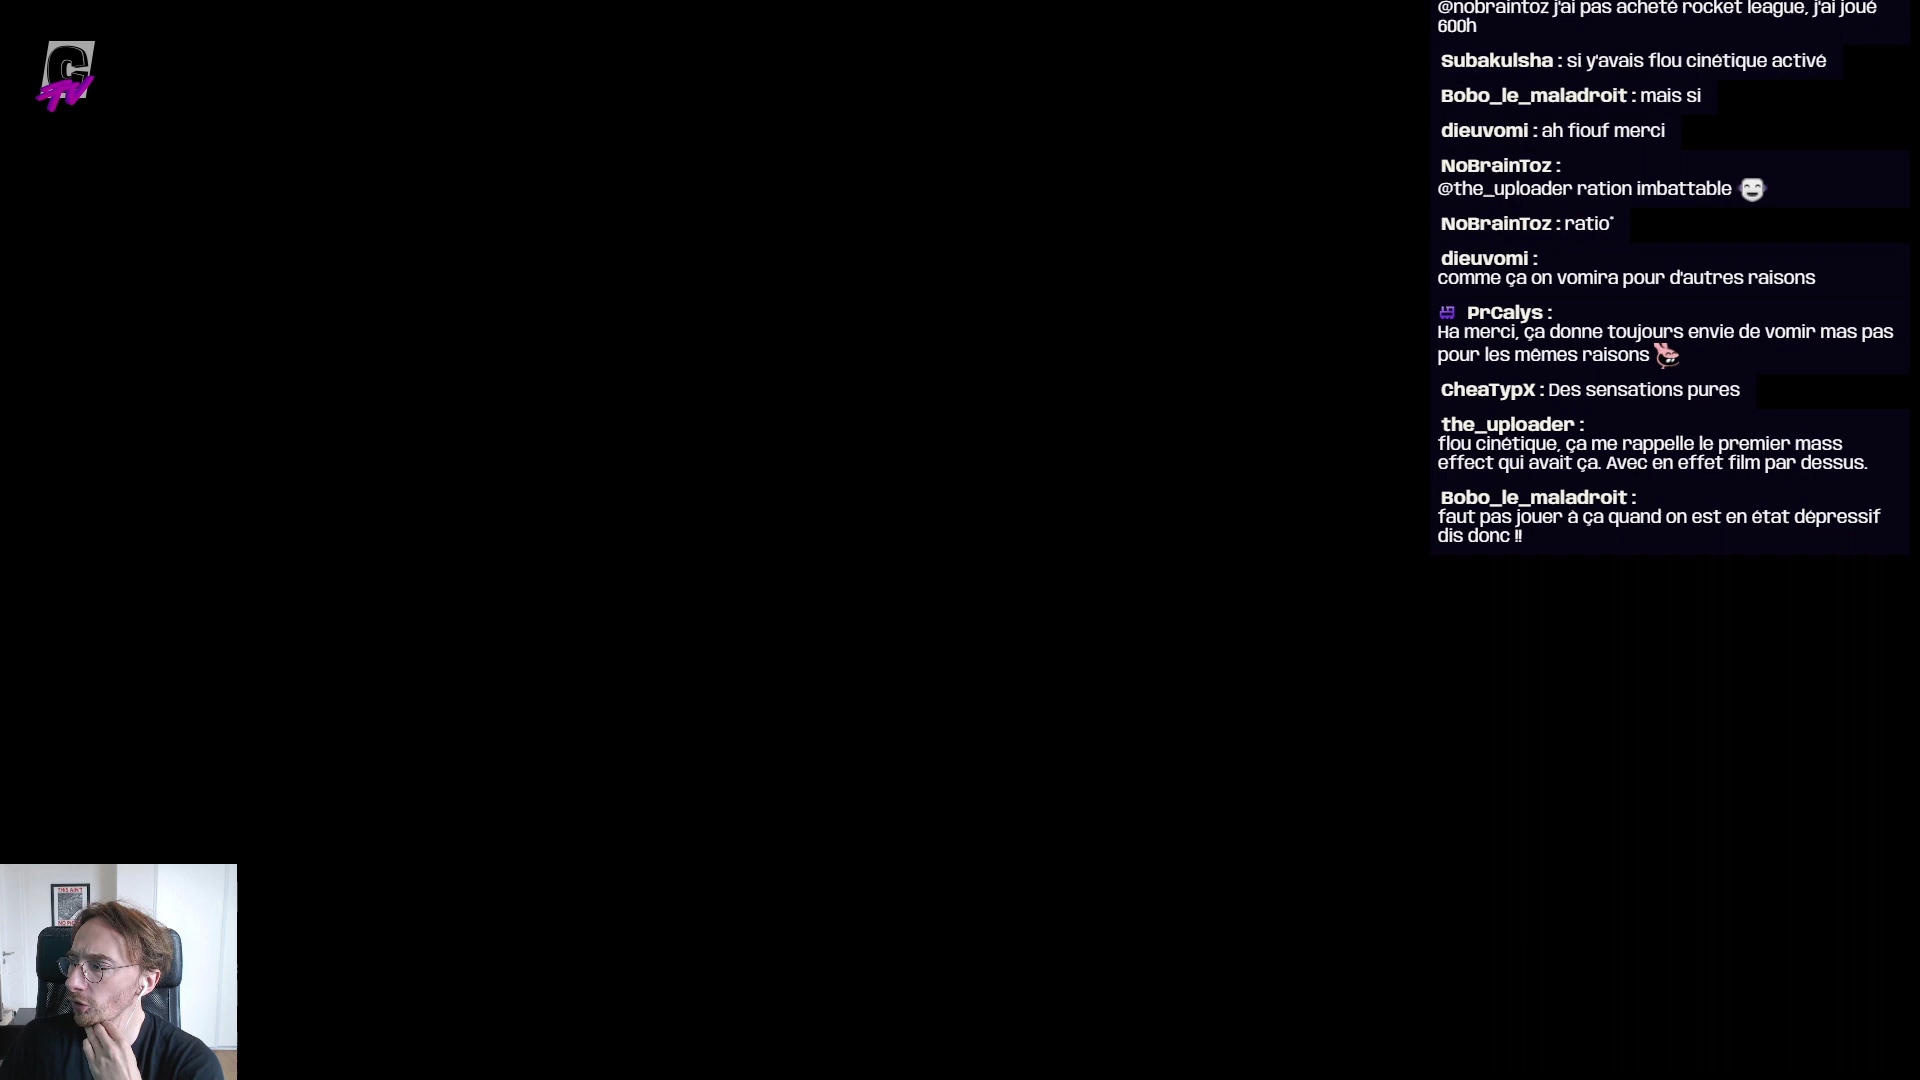 C
TV
@nobraintoz j'ai pas acheté rocket league, j'ai joué
600h
Subakulsha : si y'avais flou cinétique activé
Bobo_le_maladroit : mais si
dieuvomi : ah fiouf merci
NoBrainToz :
@the_uploader ration imbattable
NoBrainToz : ratio*
dieuvomi :
comme ça on vomira pour d'autres raisons
PrCalys :
Ha merci, ça donne toujours envie de vomir mas pas
pour les mêmes raisons
CheaTypX : Des sensations pures
the_uploader :
flou cinétique, ça me rappelle le premier mass
effect qui avait ça. Avec en effet film par dessus.
Bobo_le_maladroit :
faut pas jouer à ça quand on est en état dépressif
dis donc !!
THIS AIN'T